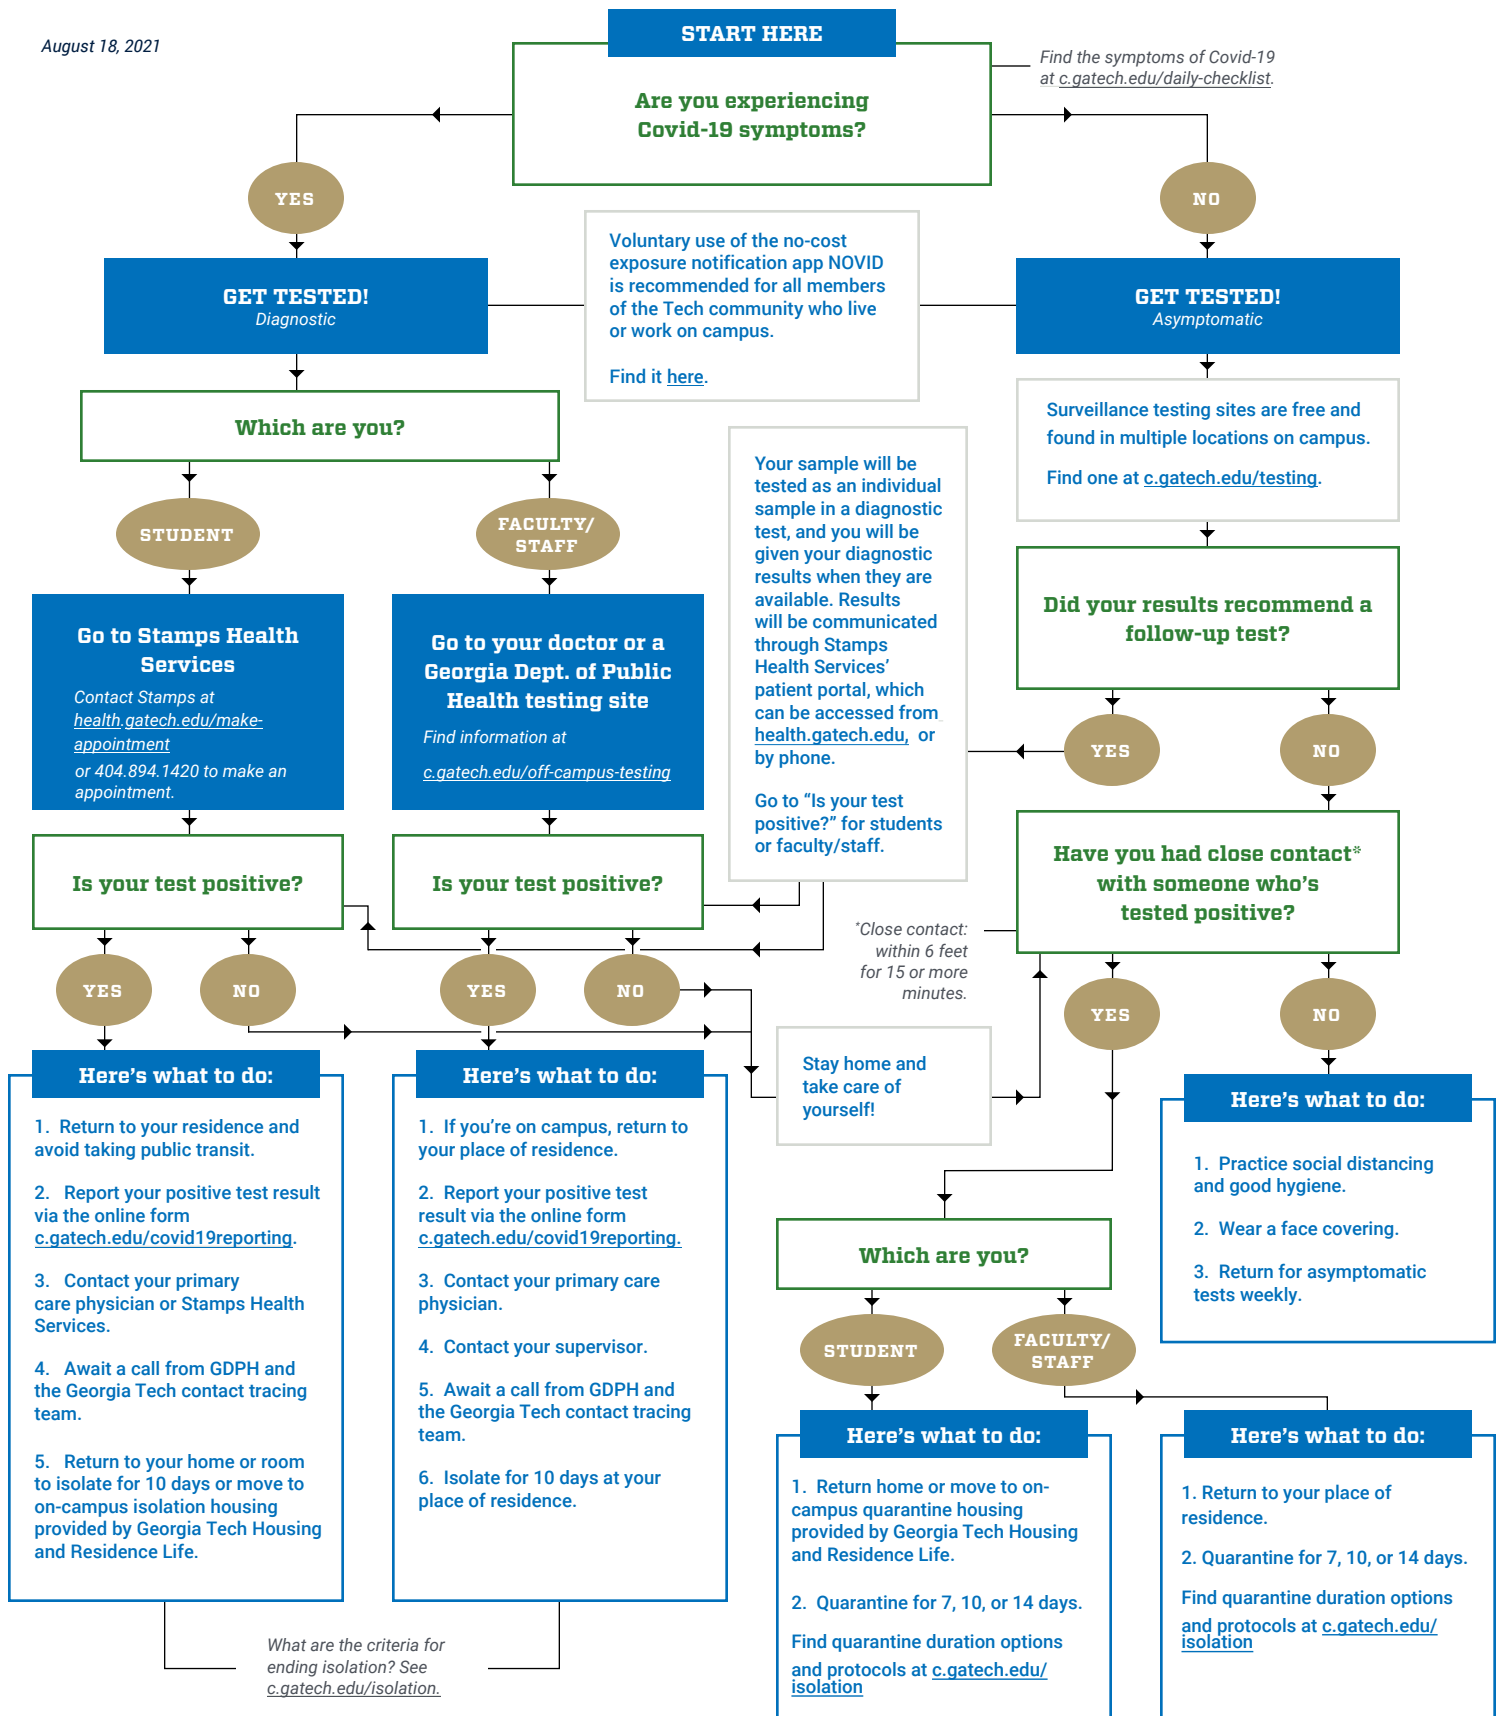 August 18, 2021
START HERE
Find the symptoms of Covid-19
at c.gatech.edu/daily-checklist.
Are you experiencing
Covid-19 symptoms?
YES
NO
GET TESTED!
Diagnostic
Voluntary use of the no-cost
exposure notification app NOVID
is recommended for all members
of the Tech community who live
or work on campus.
Find it here.
GET TESTED!
Asymptomatic
Which are you?
STUDENT
FACULTY/
STAFF
Surveillance testing sites are free and
found in multiple locations on campus.
Find one at c.gatech.edu/testing.
Go to Stamps Health
Services
Contact Stamps at
health.gatech.edu/make-
appointment
or 404.894.1420 to make an
appointment.
Go to your doctor or a
Georgia Dept. of Public
Health testing site
Find information at
c.gatech.edu/off-campus-testing
Your sample will be
tested as an individual
sample in a diagnostic
test, and you will be
given your diagnostic
results when they are
available. Results
will be communicated
through Stamps
Health Services’
patient portal, which
can be accessed from
health.gatech.edu, or
by phone.
Go to “Is your test
positive?” for students
or faculty/staff.
Did your results recommend a
follow-up test?
YES
NO
Is your test positive?
Is your test positive?
Have you had close contact*
with someone who’s
tested positive?
*Close contact:
within 6 feet
for 15 or more
minutes.
YES
NO
YES
NO
YES
NO
Stay home and
take care of
yourself!
Here’s what to do:
1. Return to your residence and
avoid taking public transit.
2. Report your positive test result
via the online form
c.gatech.edu/covid19reporting.
3. Contact your primary
care physician or Stamps Health
Services.
4. Await a call from GDPH and
the Georgia Tech contact tracing
team.
5. Return to your home or room
to isolate for 10 days or move to
on-campus isolation housing
provided by Georgia Tech Housing
and Residence Life.
Here’s what to do:
1. If you’re on campus, return to
your place of residence.
2. Report your positive test
result via the online form
c.gatech.edu/covid19reporting.
3. Contact your primary care
physician.
4. Contact your supervisor.
5. Await a call from GDPH and
the Georgia Tech contact tracing
team.
6. Isolate for 10 days at your
place of residence.
Here’s what to do:
1. Practice social distancing
and good hygiene.
2. Wear a face covering.
3. Return for asymptomatic
tests weekly.
Which are you?
STUDENT
FACULTY/
STAFF
Here’s what to do:
1. Return home or move to on-
campus quarantine housing
provided by Georgia Tech Housing
and Residence Life.
2. Quarantine for 7, 10, or 14 days.
Find quarantine duration options
and protocols at c.gatech.edu/
isolation
Here’s what to do:
1. Return to your place of
residence.
2. Quarantine for 7, 10, or 14 days.
Find quarantine duration options
and protocols at c.gatech.edu/
isolation
What are the criteria for
ending isolation? See
c.gatech.edu/isolation.